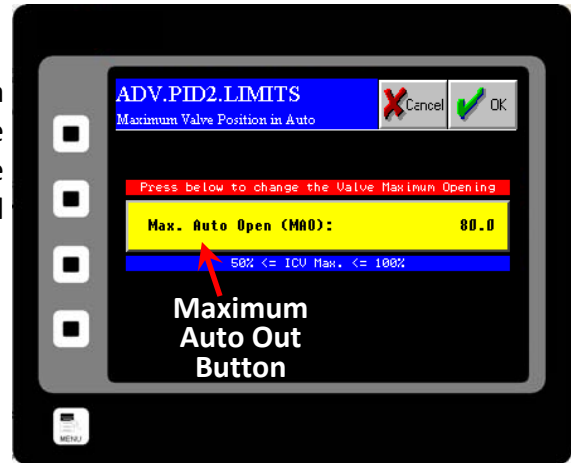 ADV.PID2.LIMITS
Maximum Valve Position in Auto
Cancel
OK
Press below to change the Valve Maximum Opening
Max. Auto Open (MAO): 80.0
50% <= ICV Max. <= 100%
Maximum
Auto Out
Button
MENU